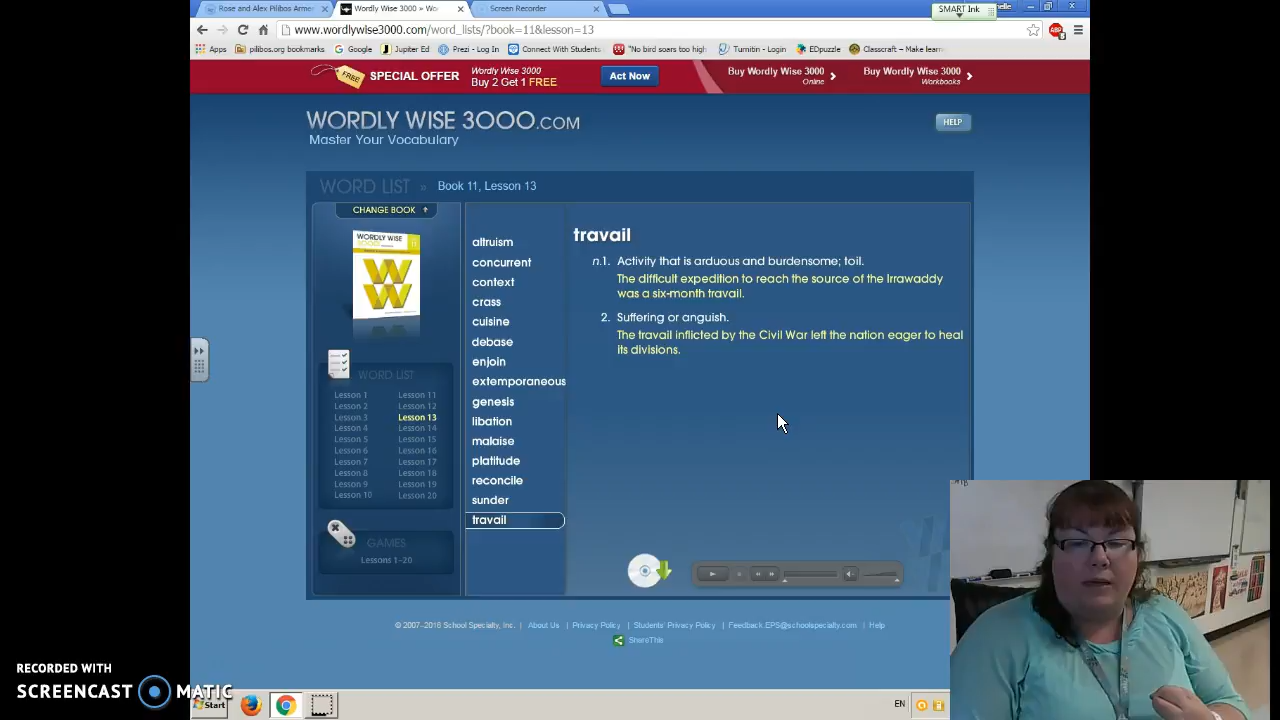 Rose and Alex Pilibos Arme
Wordly Wise 3000 » Wo
Screen Recorder
SMART Ink
www.wordlywise3000.com/word_lists/?book=11&lesson=13
Apps pilibos.org bookmarks Google Jupiter Ed Prezi - Log In Connect With Students "No bird soars too high Turnitin - Login EDpuzzle Classcraft – Make learn
FREE SPECIAL OFFER
Wordly Wise 3000
Buy 2 Get 1 FREE
Act Now
Buy Wordly Wise 3000
Online
Buy Wordly Wise 3000
Workbooks
WORDLY WISE 3000.COM
Master Your Vocabulary
HELP
WORD LIST » Book 11, Lesson 13
CHANGE BOOK
WORDLY WISE
3000
11
WORD LIST
Lesson 1 Lesson 11
Lesson 2 Lesson 12
Lesson 3 Lesson 13
Lesson 4 Lesson 14
Lesson 5 Lesson 15
Lesson 6 Lesson 16
Lesson 7 Lesson 17
Lesson 8 Lesson 18
Lesson 9 Lesson 19
Lesson 10 Lesson 20
GAMES
Lessons 1-20
altruism
concurrent
context
crass
cuisine
debase
enjoin
extemporaneous
genesis
libation
malaise
platitude
reconcile
sunder
travail
travail
n.1. Activity that is arduous and burdensome; toil.
The difficult expedition to reach the source of the Irrawaddy
was a six-month travail.
2. Suffering or anguish.
The travail inflicted by the Civil War left the nation eager to heal
its divisions.
© 2007–2016 School Specialty, Inc. | About Us | Privacy Policy | Students' Privacy Policy | Feedback.EPS@schoolspecialty.com | Help
ShareThis
RECORDED WITH
SCREENCAST MATIC
Start
EN